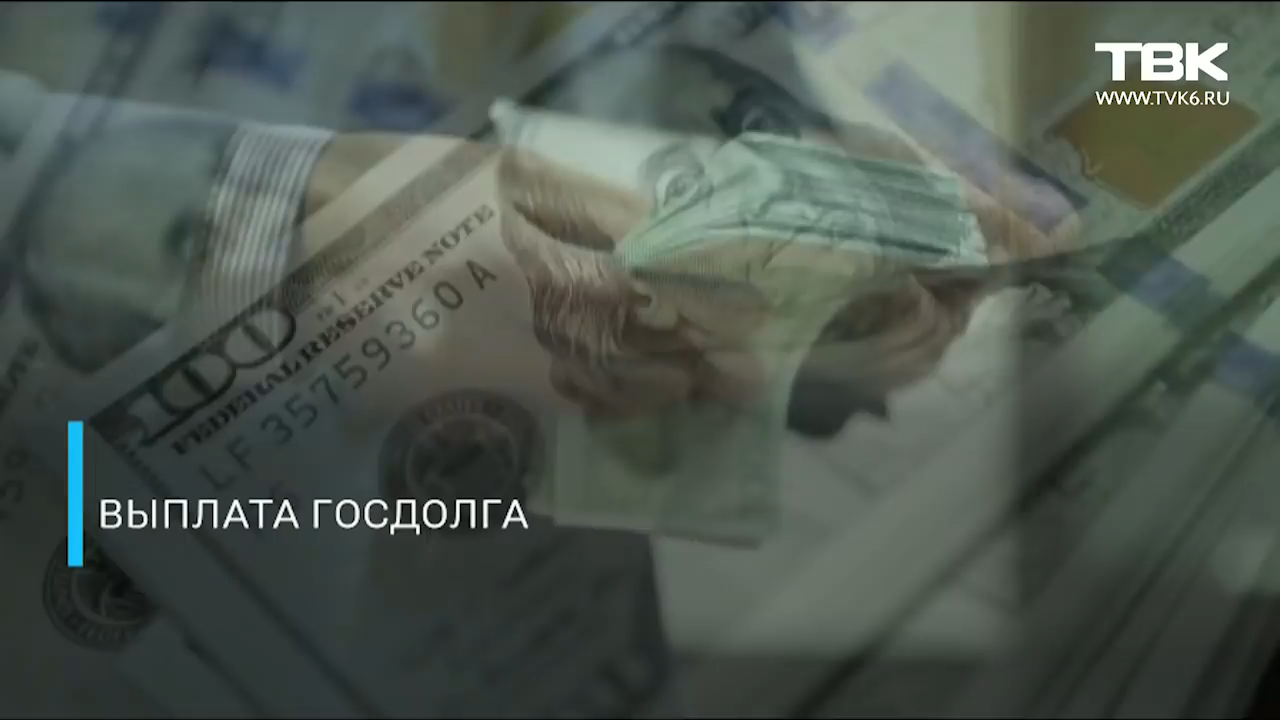 ТВК
WWW.TVK6.RU
100
FEDERAL RESERVE NOTE
LF 35759360 A
ВЫПЛАТА ГОСДОЛГА